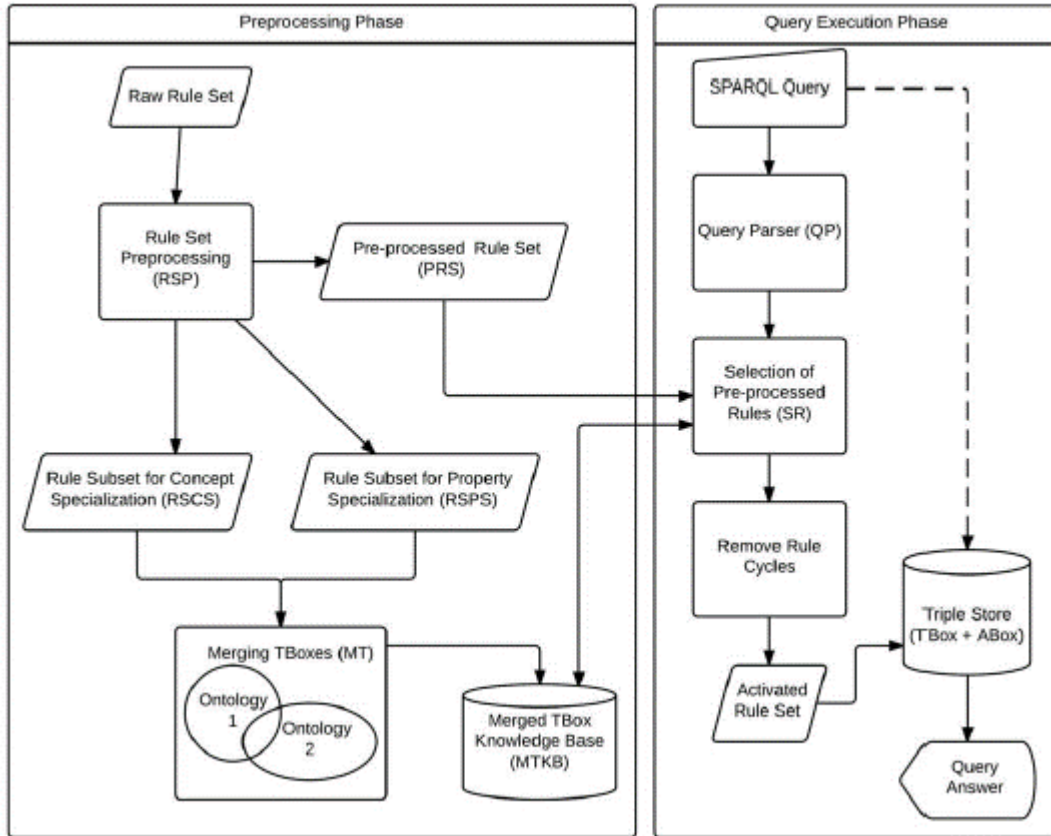 Preprocessing Phase
Raw Rule Set
Rule Set
Preprocessing
(RSP)
Pre-processed Rule Set
(PRS)
Rule Subset for Concept
Specialization (RSCS)
Rule Subset for Property
Specialization (RSPS)
Merging TBoxes (MT)
Ontology
1
Ontology
2
Merged TBox
Knowledge Base
(MTKB)
Query Execution Phase
SPARQL Query
Query Parser (QP)
Selection of
Pre-processed
Rules (SR)
Remove Rule
Cycles
Activated
Rule Set
Triple Store
(TBox + ABox)
Query
Answer